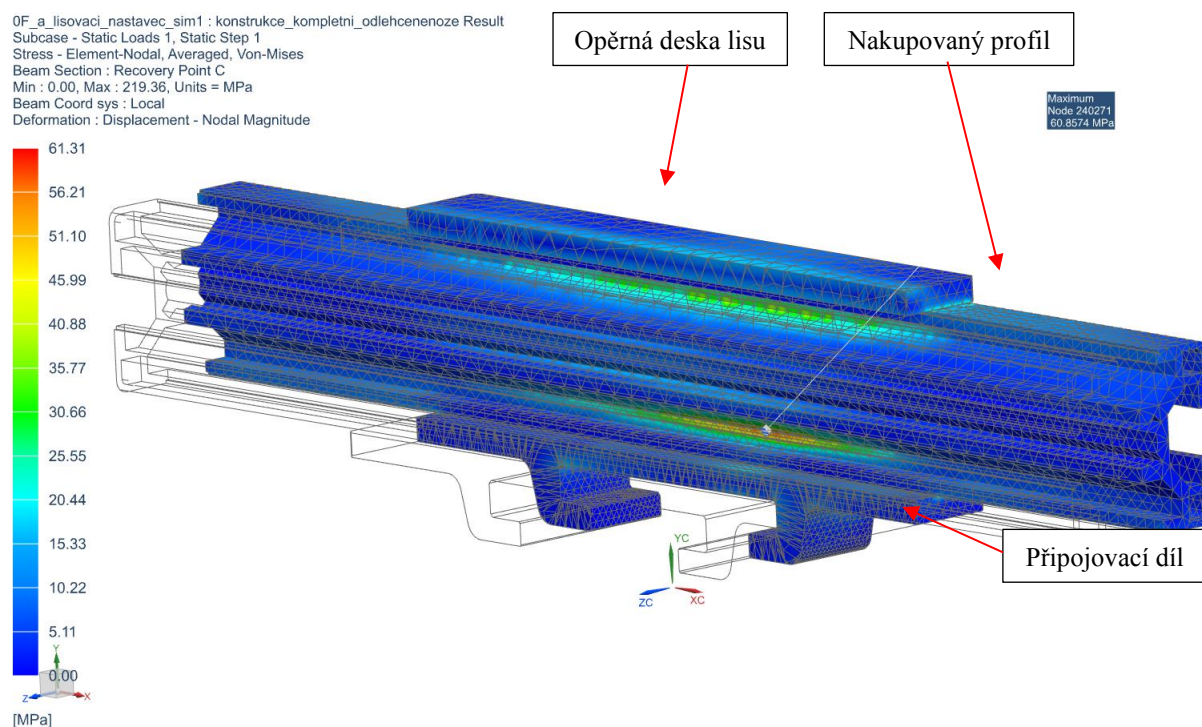 0F_a_lisovaci_nastavec_sim1 : konstrukce_kompletni_odlehcenenoze Result
Subcase - Static Loads 1, Static Step 1
Stress - Element-Nodal, Averaged, Von-Mises
Beam Section : Recovery Point C
Min : 0.00, Max : 219.36, Units = MPa
Beam Coord sys : Local
Deformation : Displacement - Nodal Magnitude
Opěrná deska lisu
Nakupovaný profil
Maximum
Node 240271
60.8574 MPa
61.31
56.21
51.10
45.99
40.88
35.77
30.66
25.55
20.44
15.33
10.22
5.11
0.00
[MPa]
Připojovací díl
YC
ZC
XC
Y
Z
X